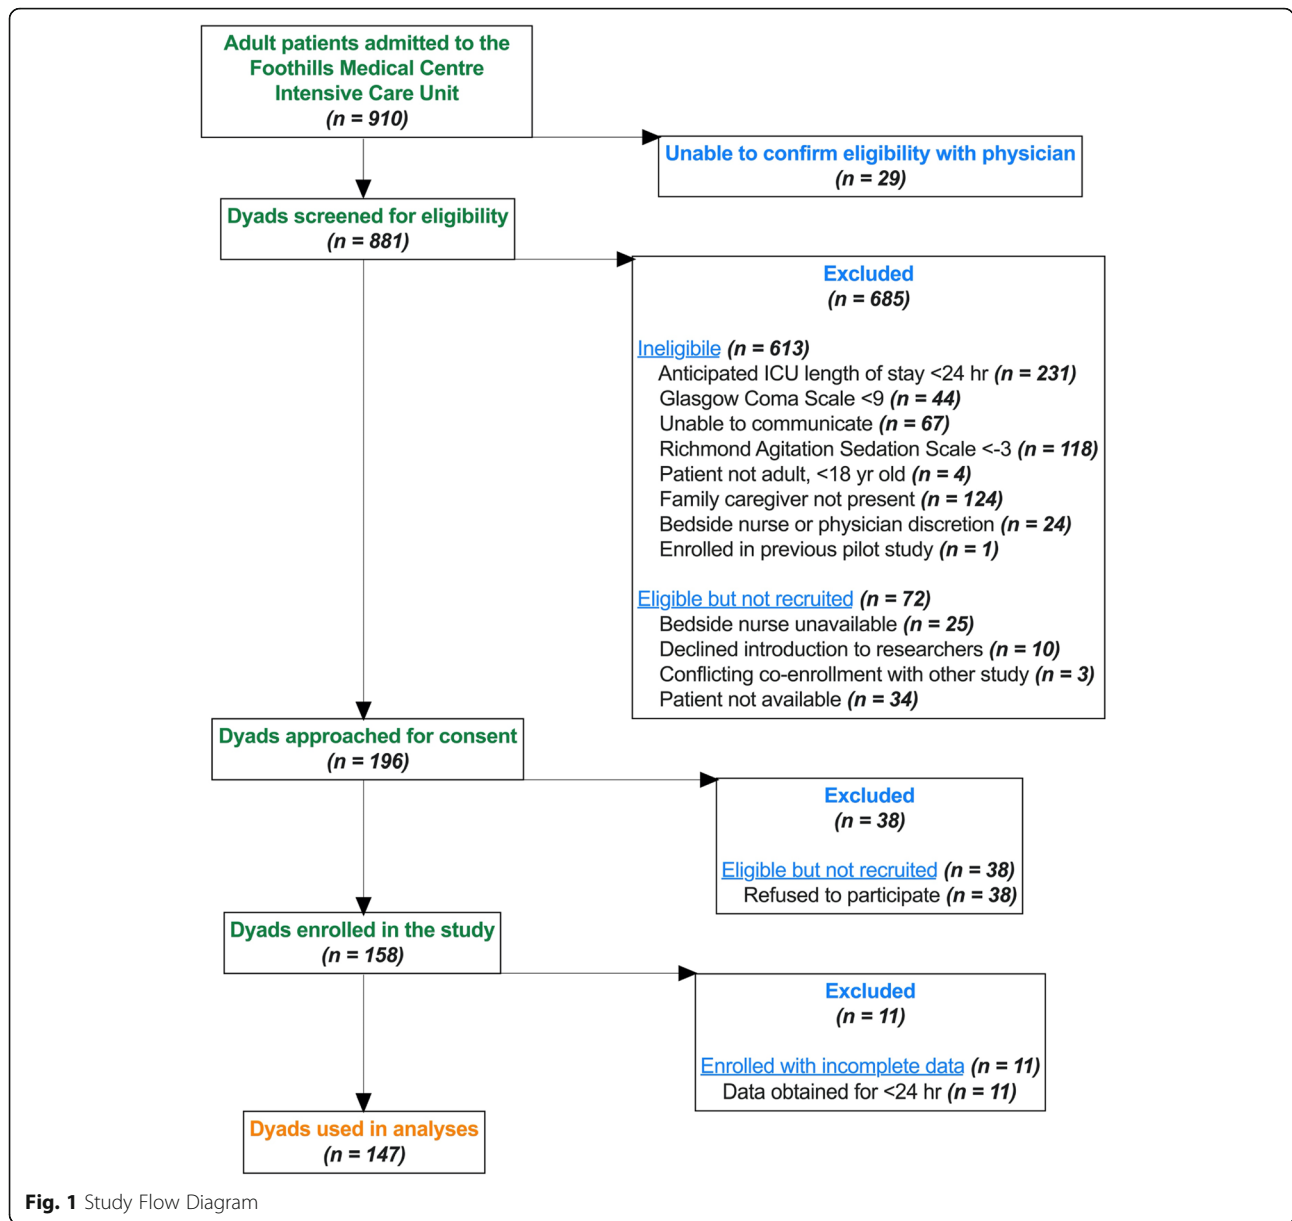 Adult patients admitted to the
Foothills Medical Centre
Intensive Care Unit
(n = 910)
Unable to confirm eligibility with physician
(n = 29)
Dyads screened for eligibility
(n = 881)
Excluded
(n = 685)
Ineligibile (n = 613)
Anticipated ICU length of stay <24 hr (n = 231)
Glasgow Coma Scale <9 (n = 44)
Unable to communicate (n = 67)
Richmond Agitation Sedation Scale <-3 (n = 118)
Patient not adult, <18 yr old (n = 4)
Family caregiver not present (n = 124)
Bedside nurse or physician discretion (n = 24)
Enrolled in previous pilot study (n = 1)
Eligible but not recruited (n = 72)
Bedside nurse unavailable (n = 25)
Declined introduction to researchers (n = 10)
Conflicting co-enrollment with other study (n = 3)
Patient not available (n = 34)
Dyads approached for consent
(n = 196)
Excluded
(n = 38)
Eligible but not recruited (n = 38)
Refused to participate (n = 38)
Dyads enrolled in the study
(n = 158)
Excluded
(n = 11)
Enrolled with incomplete data (n = 11)
Data obtained for <24 hr (n = 11)
Dyads used in analyses
(n = 147)
Fig. 1 Study Flow Diagram